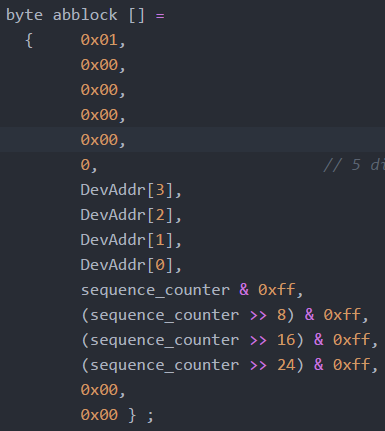 byte abblock [] =
{ 0x01,
0x00,
0x00,
0x00,
0x00,
0, // 5
DevAddr[3],
DevAddr[2],
DevAddr[1],
DevAddr[0],
sequence_counter & 0xff,
(sequence_counter >> 8) & 0xff,
(sequence_counter >> 16) & 0xff,
(sequence_counter >> 24) & 0xff,
0x00,
0x00 } ;